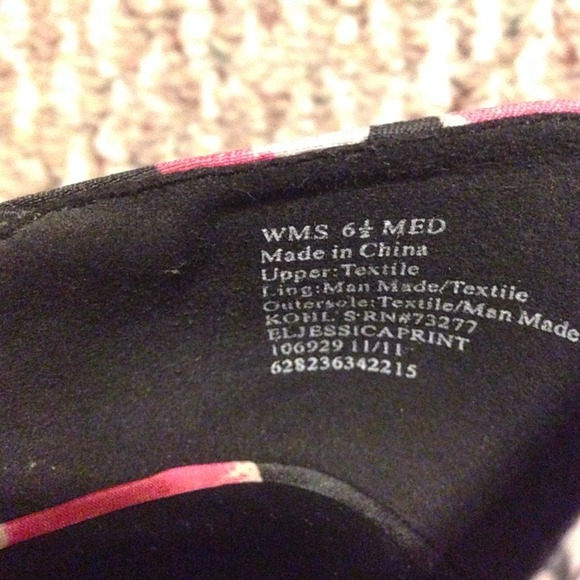 WMS 6½ MED
Made in China
Upper:Textile
Ling:Man Made/Textile
Outersole:Textile/Man Made
KOHL'S·RN#73277
ELJESSICAPRINT
106929 11/11
628236342215